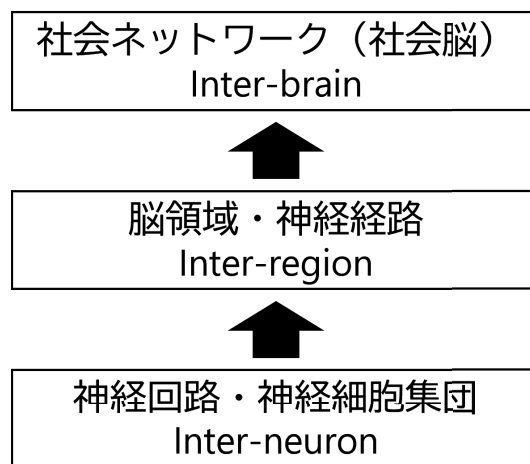 社会ネットワーク（社会脳）
Inter-brain
脳領域・神経経路
Inter-region
神経回路・神経細胞集団
Inter-neuron